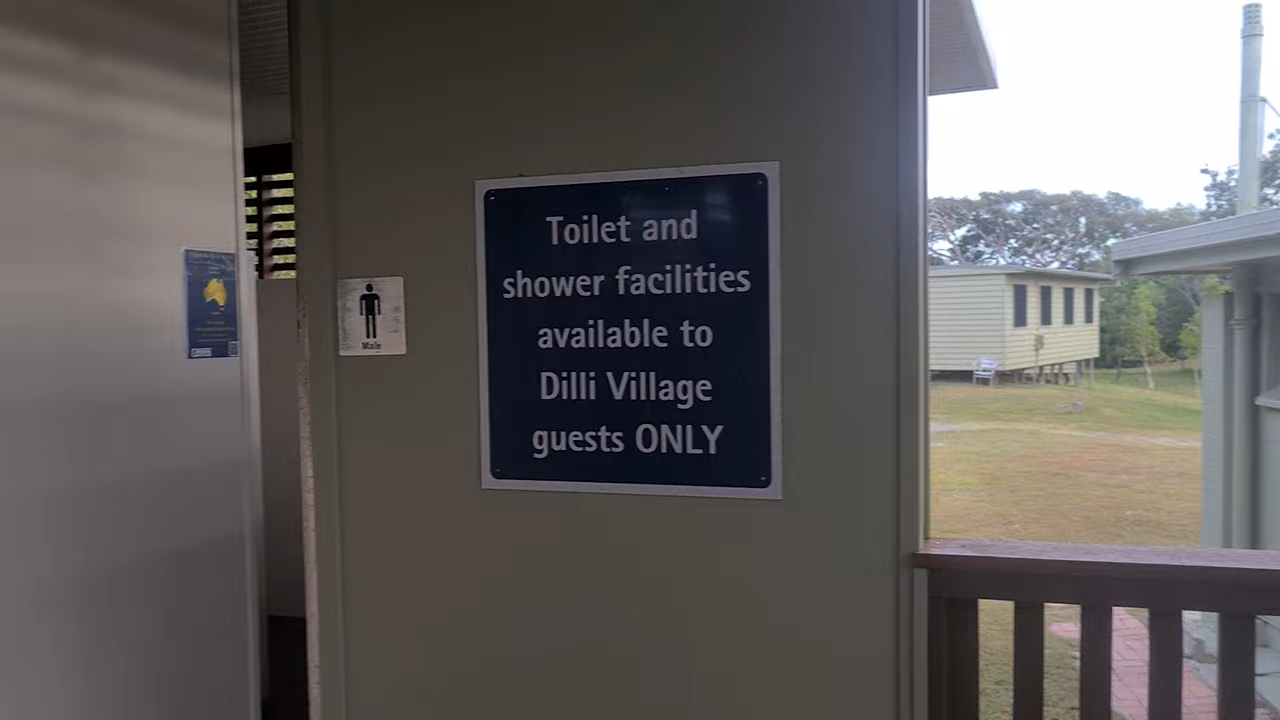 Male
Toilet and
shower facilities
available to
Dilli Village
guests ONLY